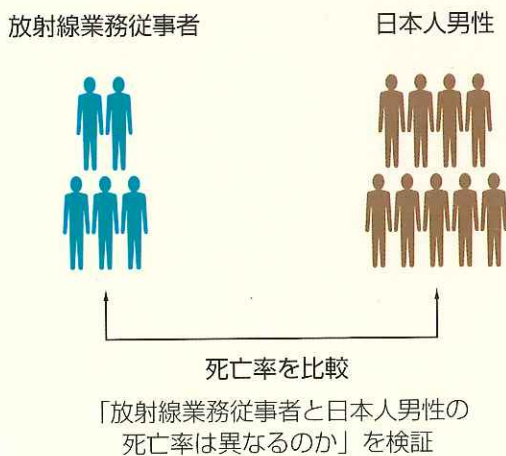 放射線業務従事者
日本人男性
死亡率を比較
「放射線業務従事者と日本人男性の
死亡率は異なるのか」を検証